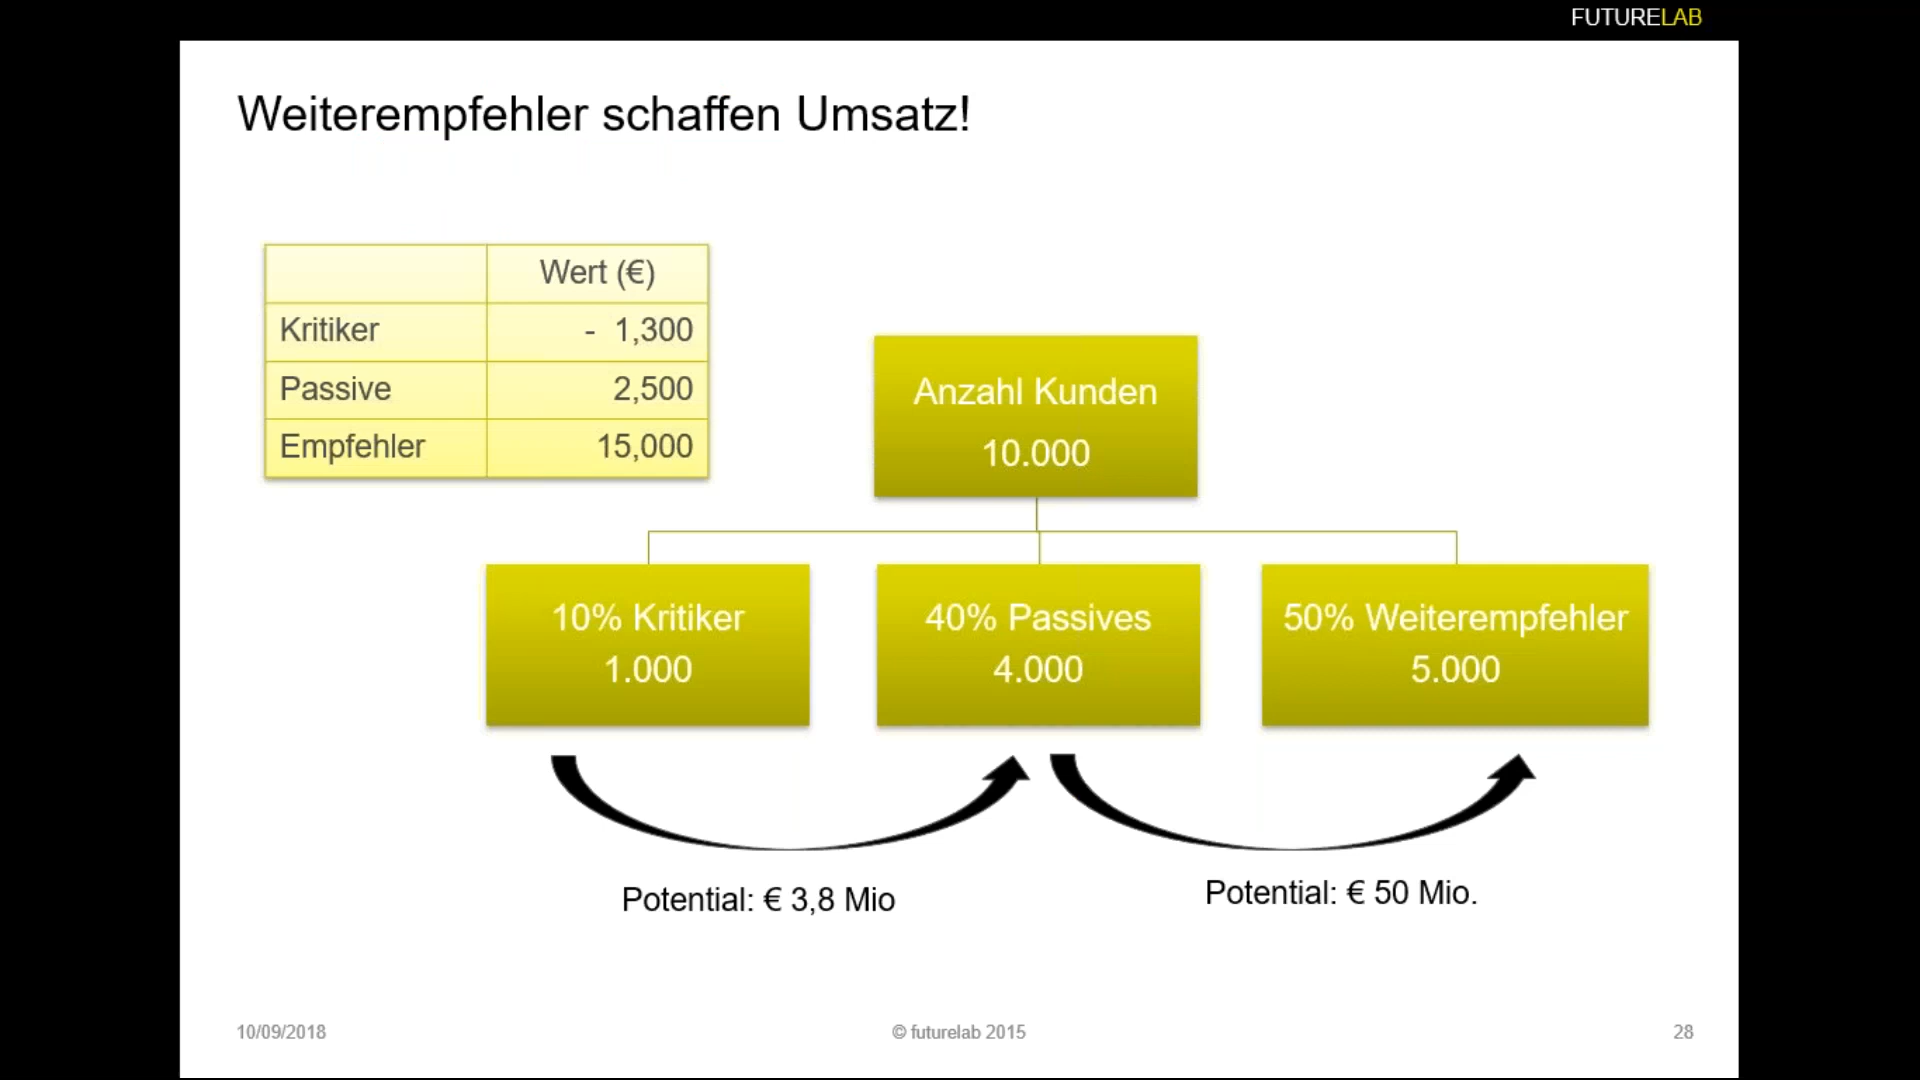 FUTURELAB
Weiterempfehler schaffen Umsatz!
Wert (€)
Kritiker - 1,300
Passive 2,500
Empfehler 15,000
Anzahl Kunden
10.000
10% Kritiker
1.000
40% Passives
4.000
50% Weiterempfehler
5.000
Potential: € 3,8 Mio
Potential: € 50 Mio.
10/09/2018
© futurelab 2015
28